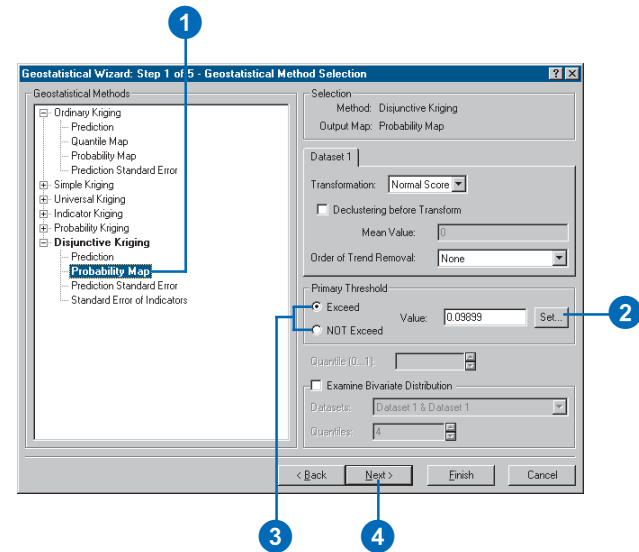 1
Geostatistical Wizard: Step 1 of 5 - Geostatistical Method Selection
Geostatistical Methods
Ordinary Kriging
Prediction
Quantile Map
Probability Map
Prediction Standard Error
Simple Kriging
Universal Kriging
Indicator Kriging
Probability Kriging
Disjunctive Kriging
Prediction
Probability Map
Prediction Standard Error
Standard Error of Indicators
Selection
Method: Disjunctive Kriging
Output Map: Probability Map
Dataset 1
Transformation: Normal Score
Declustering before Transform
Mean Value: 0
Order of Trend Removal: None
Primary Threshold
Exceed
NOT Exceed
Value: 0.09899 Set...
2
Quantile (0...1):
Examine Bivariate Distribution
Datasets: Dataset 1 & Dataset 1
Quantiles: 4
< Back Next > Finish Cancel
3 4